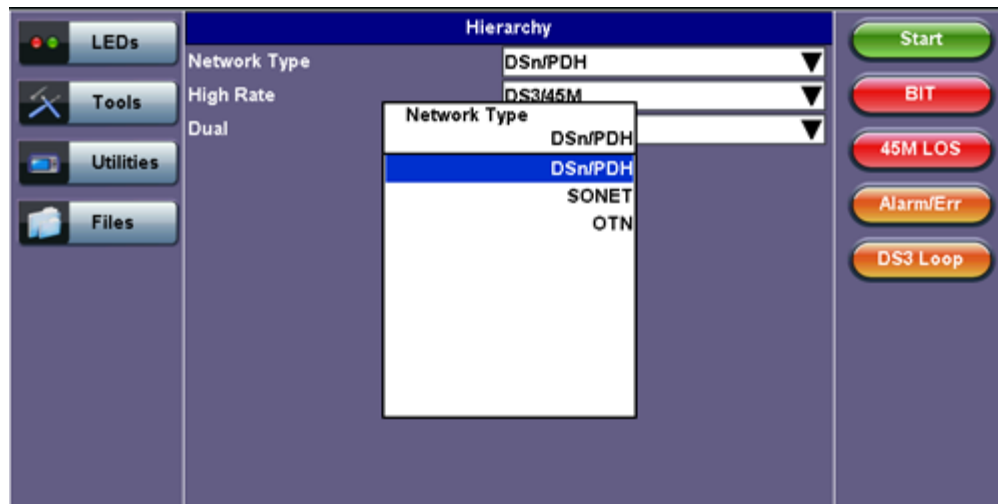 LEDs
Tools
Utilities
Files
Hierarchy
Network Type DSn/PDH
High Rate DS3/45M
Dual
Network Type
DSn/PDH
DSn/PDH
SONET
OTN
Start
BIT
45M LOS
Alarm/Err
DS3 Loop